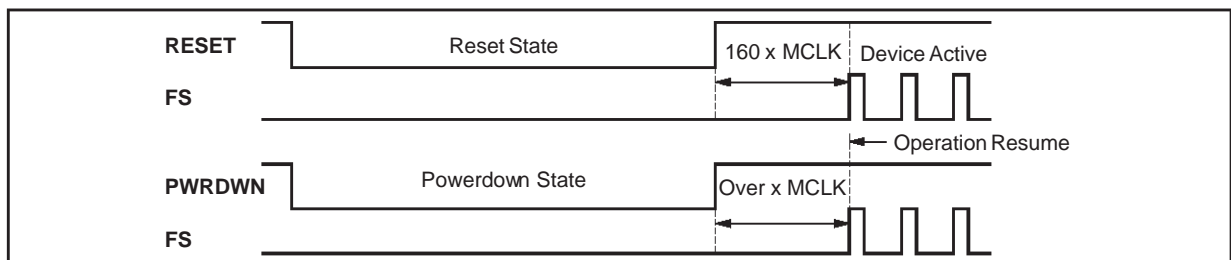 RESET
Reset State
160 x MCLK
Device Active
FS
Operation Resume
PWRDWN
Powerdown State
Over x MCLK
FS